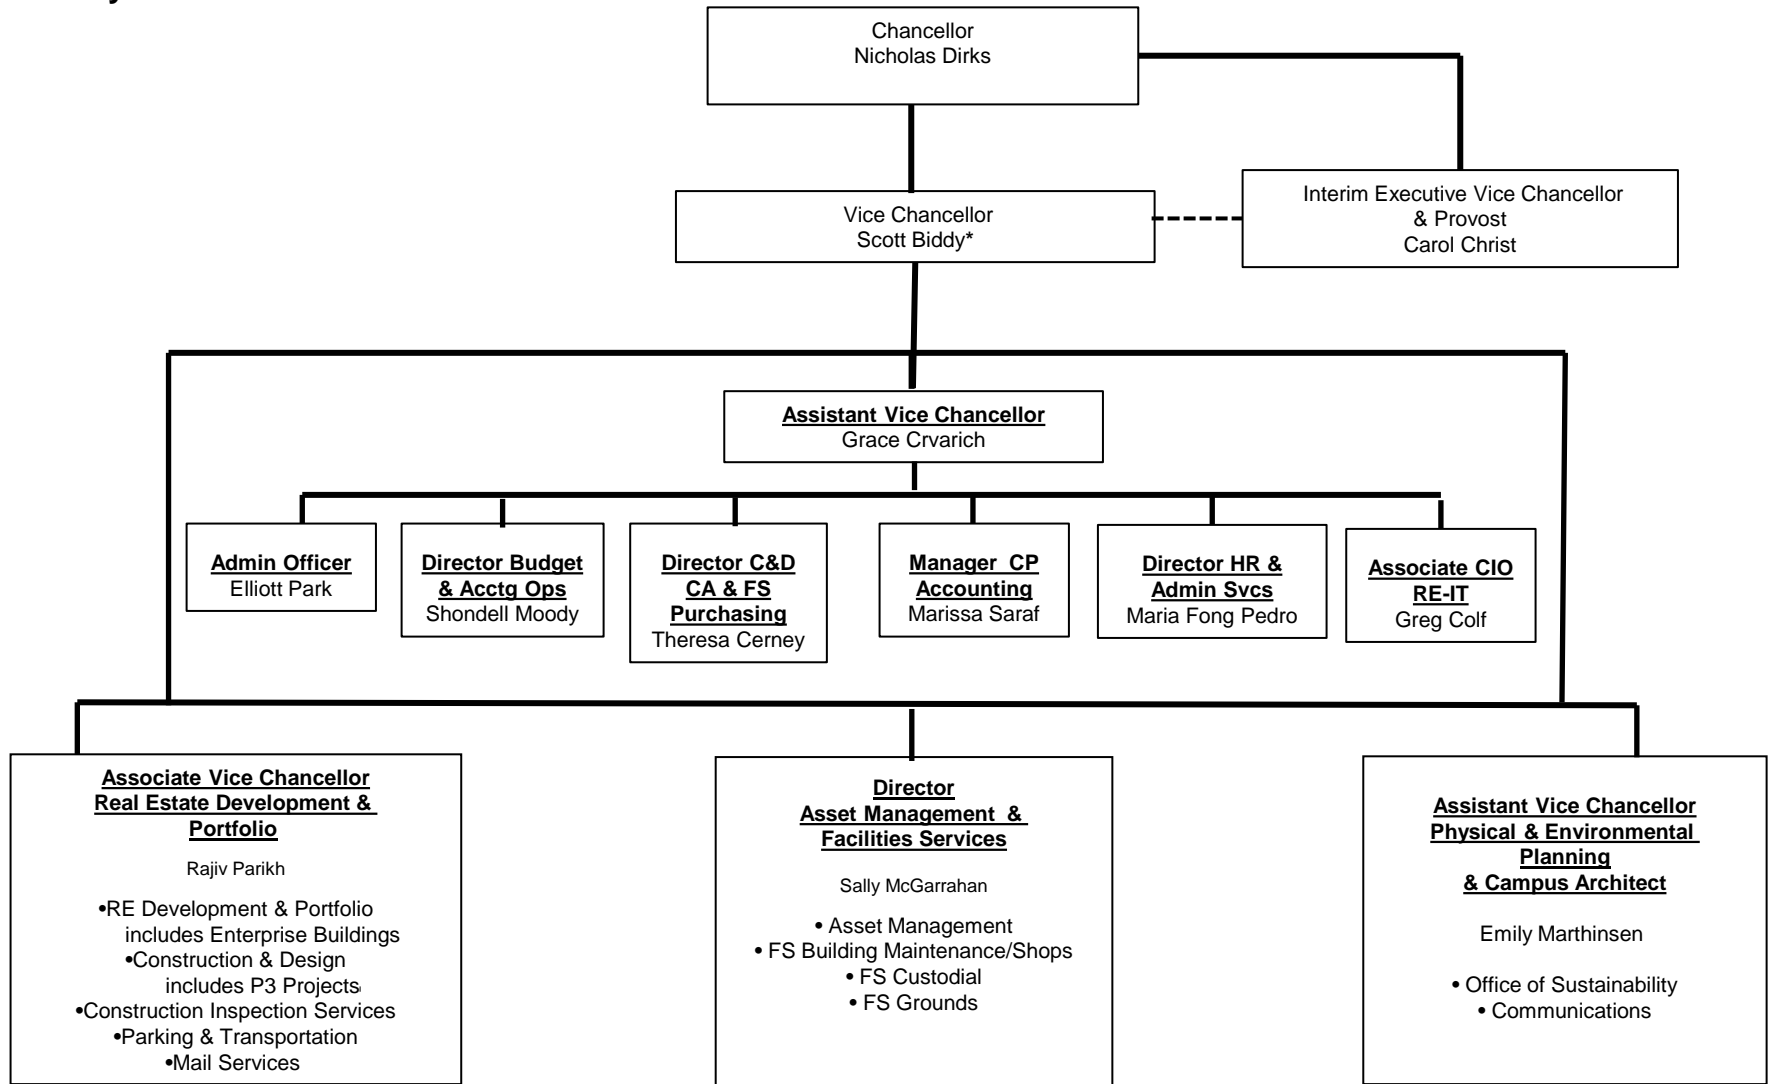 Chancellor
Nicholas Dirks
Vice Chancellor
Scott Biddy*
Interim Executive Vice Chancellor
& Provost
Carol Christ
Assistant Vice Chancellor
Grace Crvarich
Admin Officer
Elliott Park
Director Budget
& Acctg Ops
Shondell Moody
Director C&D
CA & FS
Purchasing
Theresa Cerney
Manager CP
Accounting
Marissa Saraf
Director HR &
Admin Svcs
Maria Fong Pedro
Associate CIO
RE-IT
Greg Colf
Associate Vice Chancellor
Real Estate Development &
Portfolio
Rajiv Parikh
•RE Development & Portfolio
includes Enterprise Buildings
•Construction & Design
includes P3 Projects
•Construction Inspection Services
•Parking & Transportation
•Mail Services
Director
Asset Management &
Facilities Services
Sally McGarrahan
• Asset Management
• FS Building Maintenance/Shops
• FS Custodial
• FS Grounds
Assistant Vice Chancellor
Physical & Environmental
Planning
& Campus Architect
Emily Marthinsen
• Office of Sustainability
• Communications